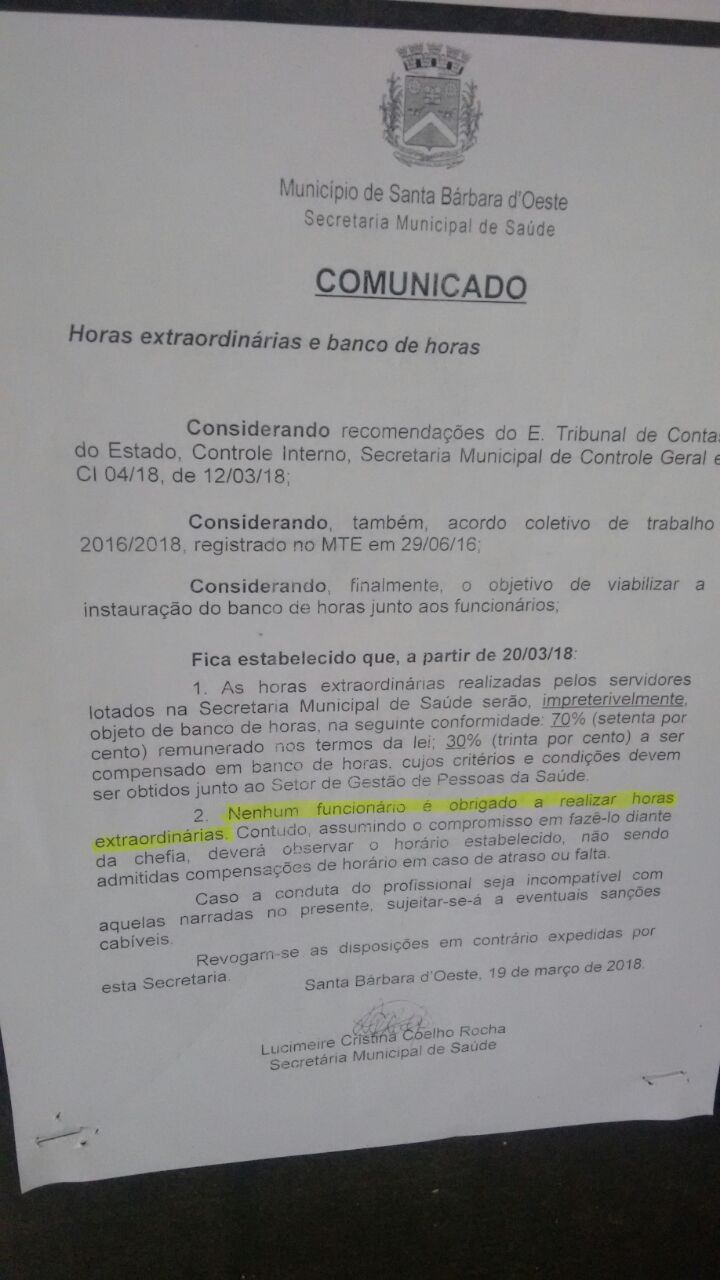 Município de Santa Bárbara d'Oeste
Secretaria Municipal de Saúde
COMUNICADO
Horas extraordinárias e banco de horas
Considerando recomendações do E. Tribunal de Contas
do Estado, Controle Interno, Secretaria Municipal de Controle Geral e
CI 04/18, de 12/03/18;
Considerando, também, acordo coletivo de trabalho
2016/2018, registrado no MTE em 29/06/16;
Considerando, finalmente, o objetivo de viabilizar a
instauração do banco de horas junto aos funcionários;
Fica estabelecido que, a partir de 20/03/18:
1. As horas extraordinárias realizadas pelos servidores
lotados na Secretaria Municipal de Saúde serão, impreterivelmente,
objeto de banco de horas, na seguinte conformidade: 70% (setenta por
cento) remunerado nos termos da lei; 30% (trinta por cento) a ser
compensado em banco de horas, cujos critérios e condições devem
ser obtidos junto ao Setor de Gestão de Pessoas da Saúde.
2. Nenhum funcionário é obrigado a realizar horas
extraordinárias. Contudo, assumindo o compromisso em fazê-lo diante
da chefia, deverá observar o horário estabelecido, não sendo
admitidas compensações de horário em caso de atraso ou falta.
Caso a conduta do profissional seja incompatível com
aquelas narradas no presente, sujeitar-se-á a eventuais sanções
cabíveis.
Revogam-se as disposições em contrário expedidas por
esta Secretaria.
Santa Bárbara d'Oeste, 19 de março de 2018.
Lucimeire Cristina Coelho Rocha
Secretária Municipal de Saúde